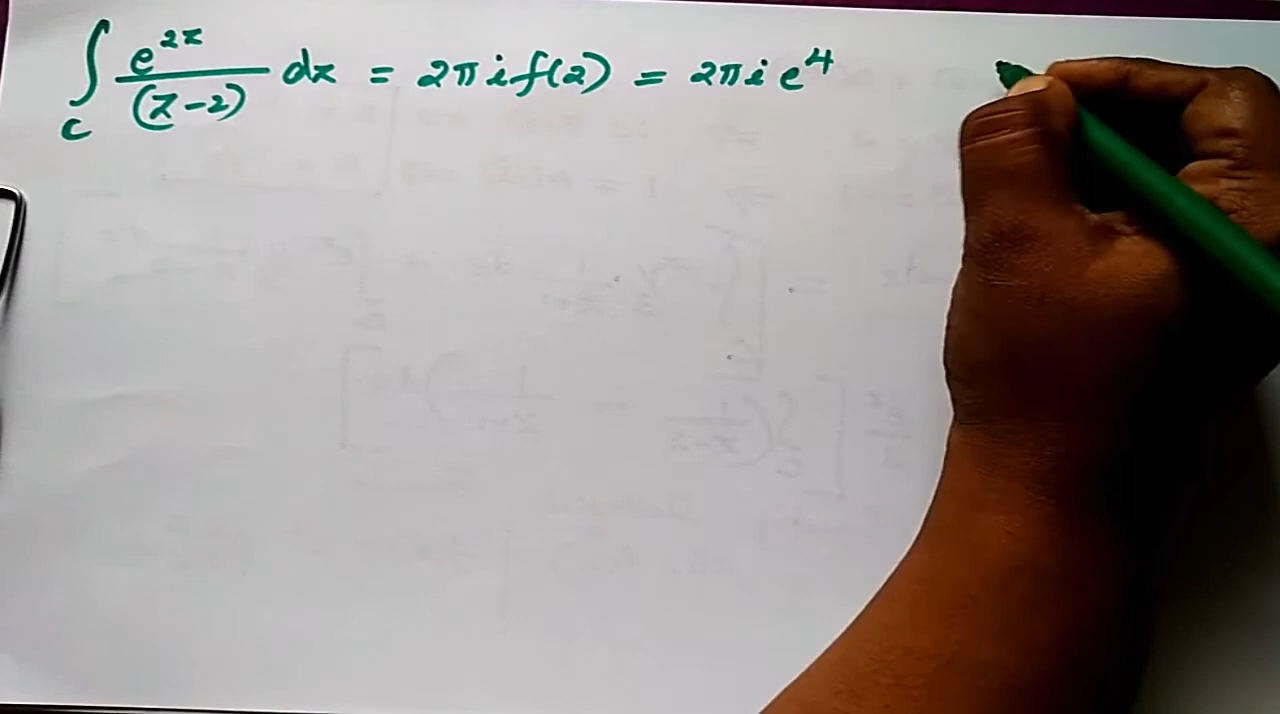 ∫_C e^{2z}/(z-2) dz = 2πi f(2) = 2πi e^4